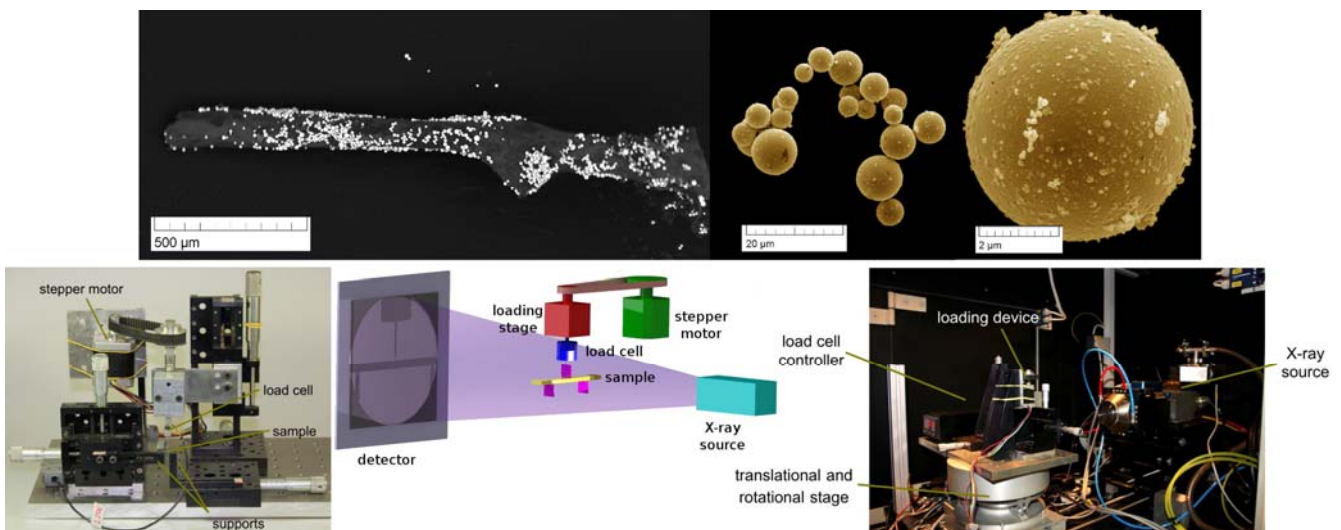 500 µm
20 µm
2 µm
stepper motor
load cell
sample
supports
loading
stage
stepper
motor
load cell
sample
X-ray
source
detector
loading device
load cell
controller
X-ray
source
translational and
rotational stage